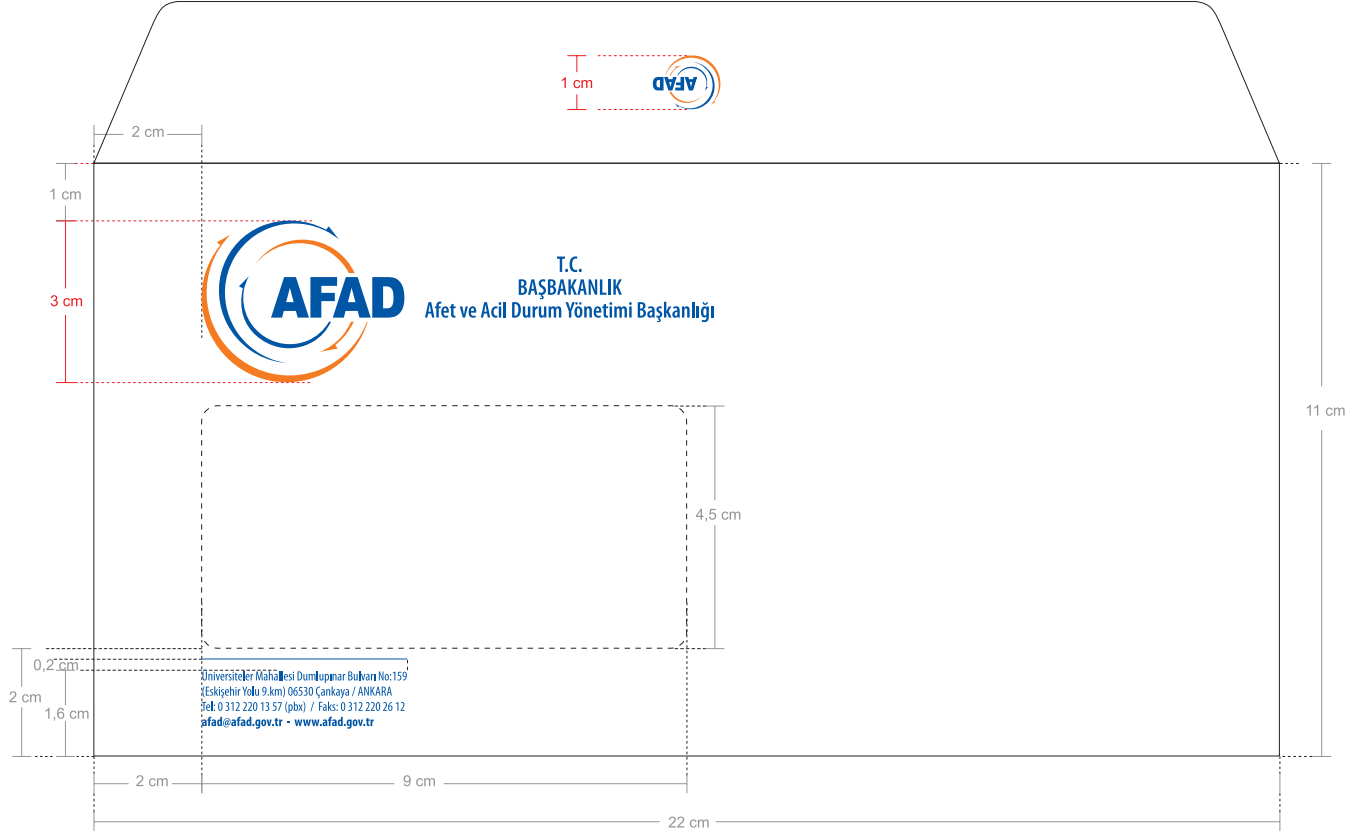 1 cm
AFAD
2 cm
1 cm
3 cm
AFAD
T.C.
BAŞBAKANLIK
Afet ve Acil Durum Yönetimi Başkanlığı
11 cm
4,5 cm
0,2 cm
2 cm
1,6 cm
Üniversiteler Mahallesi Dumlupınar Bulvarı No:159
(Eskişehir Yolu 9.km) 06530 Çankaya / ANKARA
Tel: 0 312 220 13 57 (pbx) / Faks: 0 312 220 26 12
afad@afad.gov.tr - www.afad.gov.tr
2 cm
9 cm
22 cm